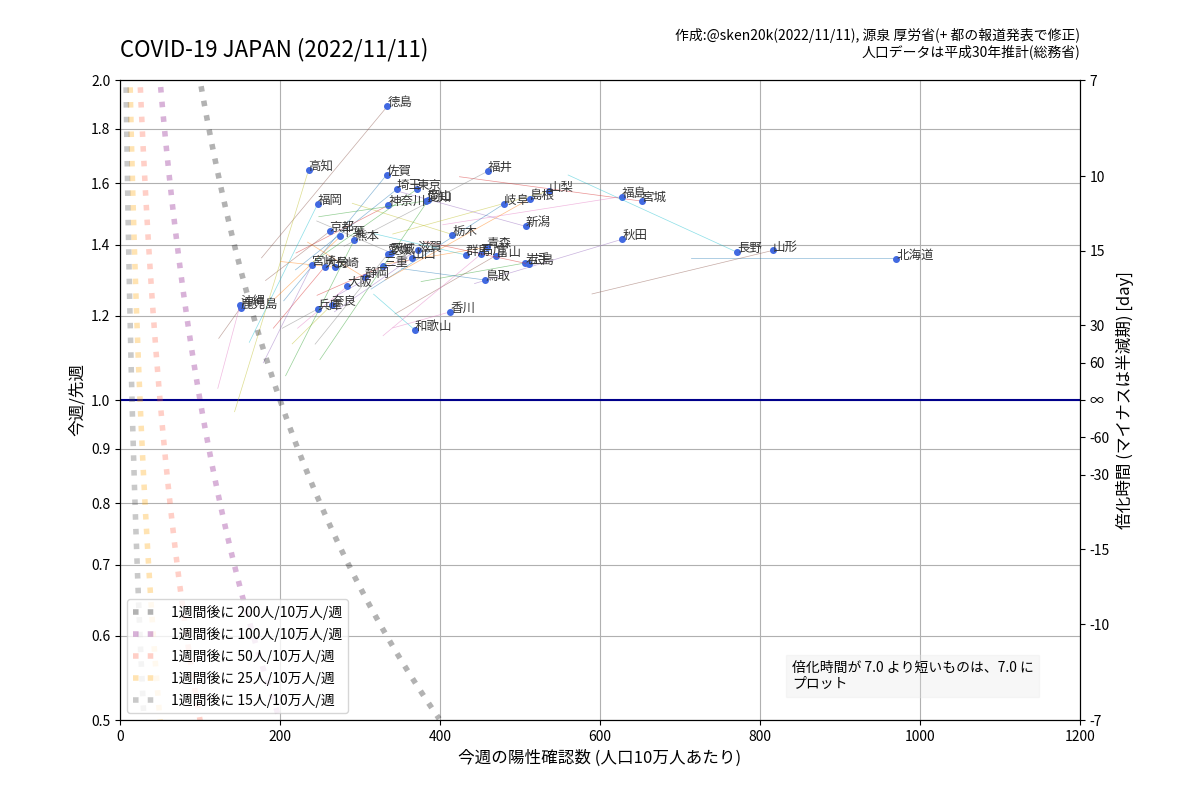 COVID-19 JAPAN (2022/11/11)
作成:@sken20k(2022/11/11), 源泉 厚労省(+ 都の報道発表で修正)
人口データは平成30年推計(総務省)
2.0
1.8
1.6
1.4
1.2
1.0
0.9
0.8
0.7
0.6
0.5
今週/先週
徳島
高知
佐賀
福井
埼玉
東京
山梨
福岡
神奈川
岐阜
島根
福島
宮城
京都
熊本
栃木
新潟
秋田
滋賀
青森
長野
山形
北海道
山口
群馬
富山
三重
静岡
大阪
鳥取
奈良
兵庫
鹿児島
香川
和歌山
7
10
15
30
60
∞
-60
-30
-15
-10
-7
倍化時間 (マイナスは半減期) [day]
1週間後に 200人/10万人/週
1週間後に 100人/10万人/週
1週間後に 50人/10万人/週
1週間後に 25人/10万人/週
1週間後に 15人/10万人/週
倍化時間が 7.0 より短いものは、7.0 に
プロット
0
200
400
600
800
1000
1200
今週の陽性確認数 (人口10万人あたり)